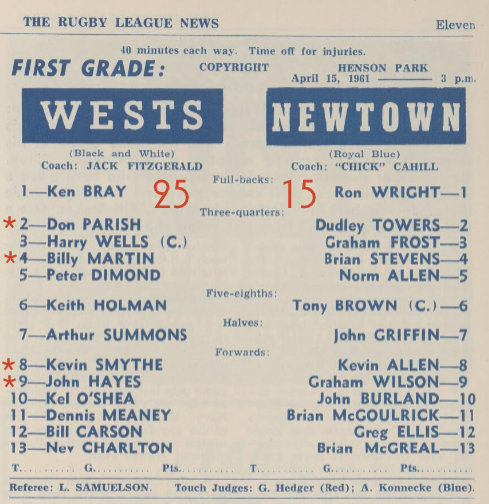 THE RUGBY LEAGUE NEWS Eleven
40 minutes each way. Time off for injuries.
FIRST GRADE: COPYRIGHT HENSON PARK
April 15, 1961 ——— 3 p.m.
WESTS NEWTOWN
(Black and White) (Royal Blue)
Coach: JACK FITZGERALD Coach: "CHICK" CAHILL
Full-backs:
1—Ken BRAY 25 15 Ron WRIGHT—1
Three-quarters:
*2—Don PARISH Dudley TOWERS—2
3—Harry WELLS (C.) Graham FROST—3
*4—Billy MARTIN Brian STEVENS—4
5—Peter DIMOND Norm ALLEN—5
Five-eighths:
6—Keith HOLMAN Tony BROWN (C.)—6
Halves:
7—Arthur SUMMONS John GRIFFIN—7
Forwards:
*8—Kevin SMYTHE Kevin ALLEN—8
*9—John HAYES Graham WILSON—9
10—Kel O'SHEA John BURLAND—10
11—Dennis MEANEY Brian McGOULRICK—11
12—Bill CARSON Greg ELLIS—12
13—Nev CHARLTON Brian McGREAL—13
T.......... G.......... Pts.......... T.......... G.......... Pts..........
Referee: L. SAMUELSON. Touch Judges: G. Hedger (Red); A. Konnecke (Blue).